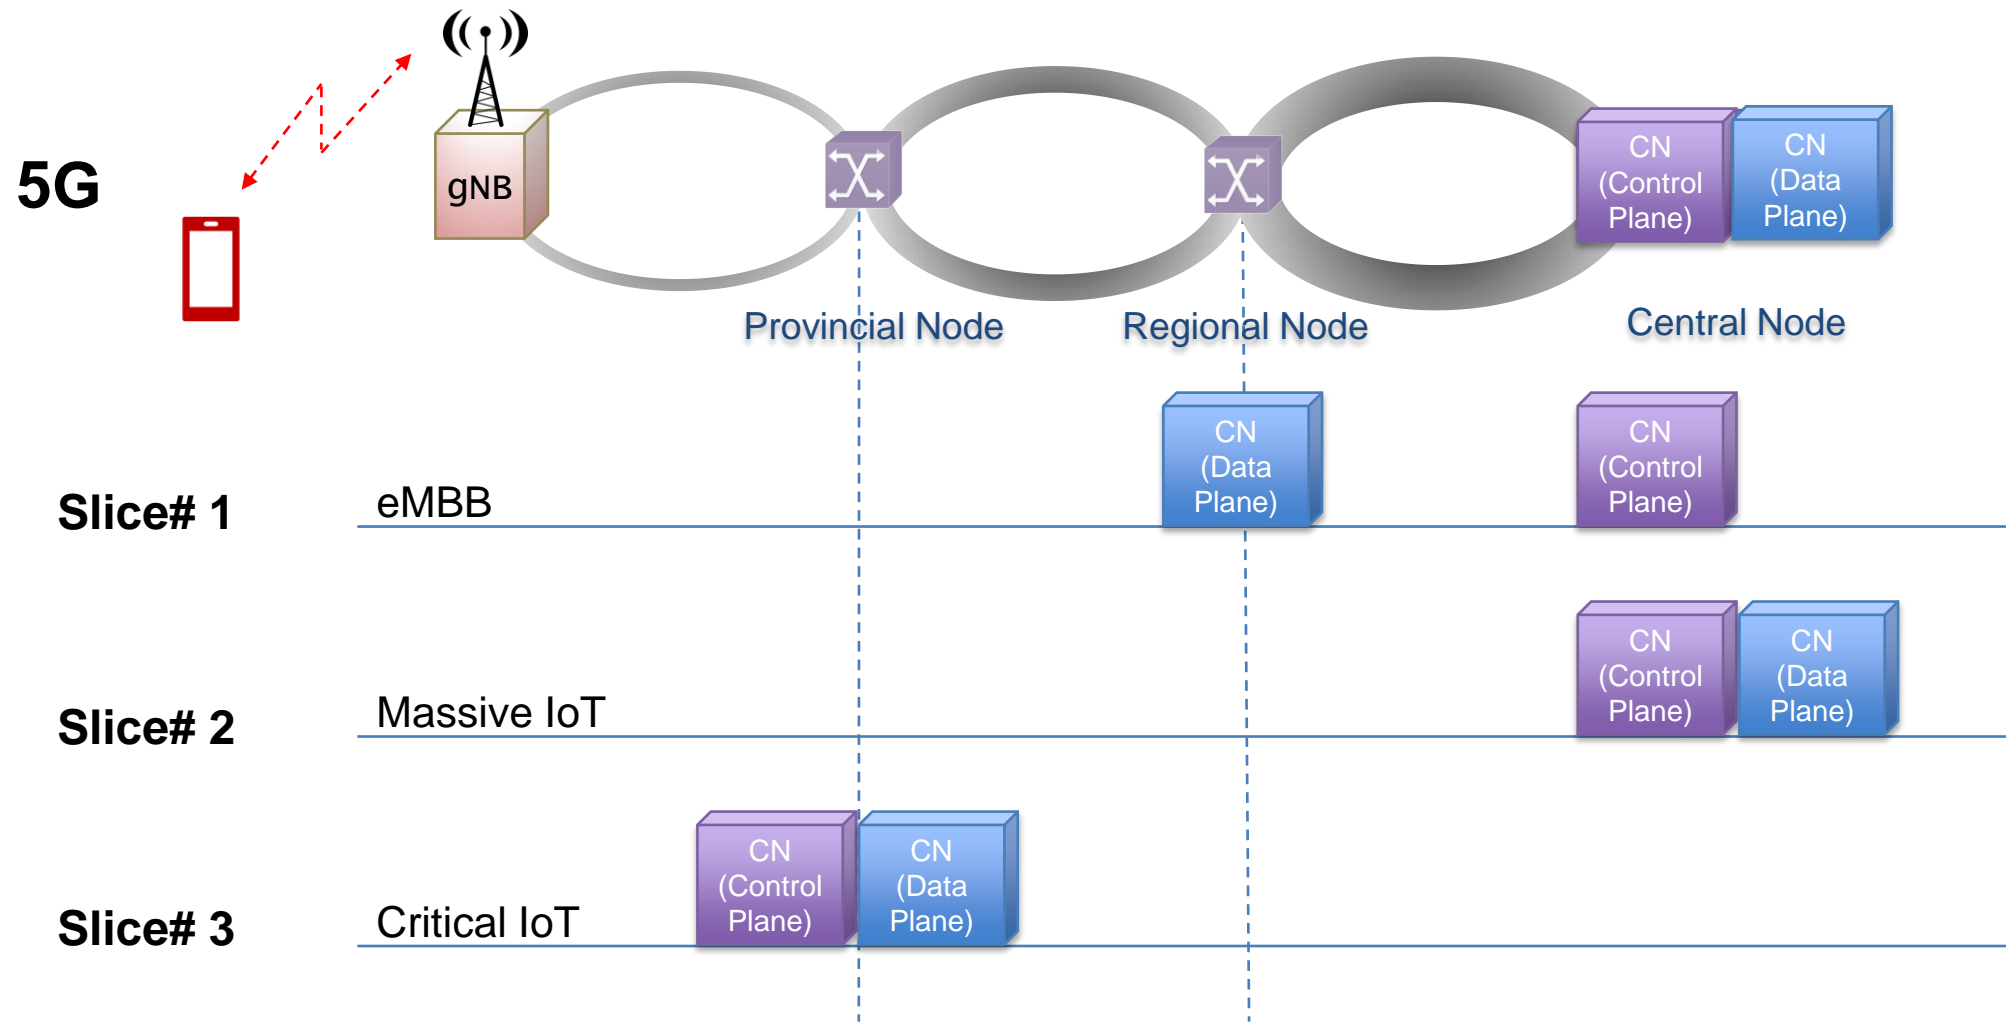 5G
gNB
CN
(Control
Plane)
CN
(Data
Plane)
Provincial Node
Regional Node
Central Node
Slice# 1
eMBB
CN
(Data
Plane)
CN
(Control
Plane)
Slice# 2
Massive IoT
CN
(Control
Plane)
CN
(Data
Plane)
Slice# 3
Critical IoT
CN
(Control
Plane)
CN
(Data
Plane)